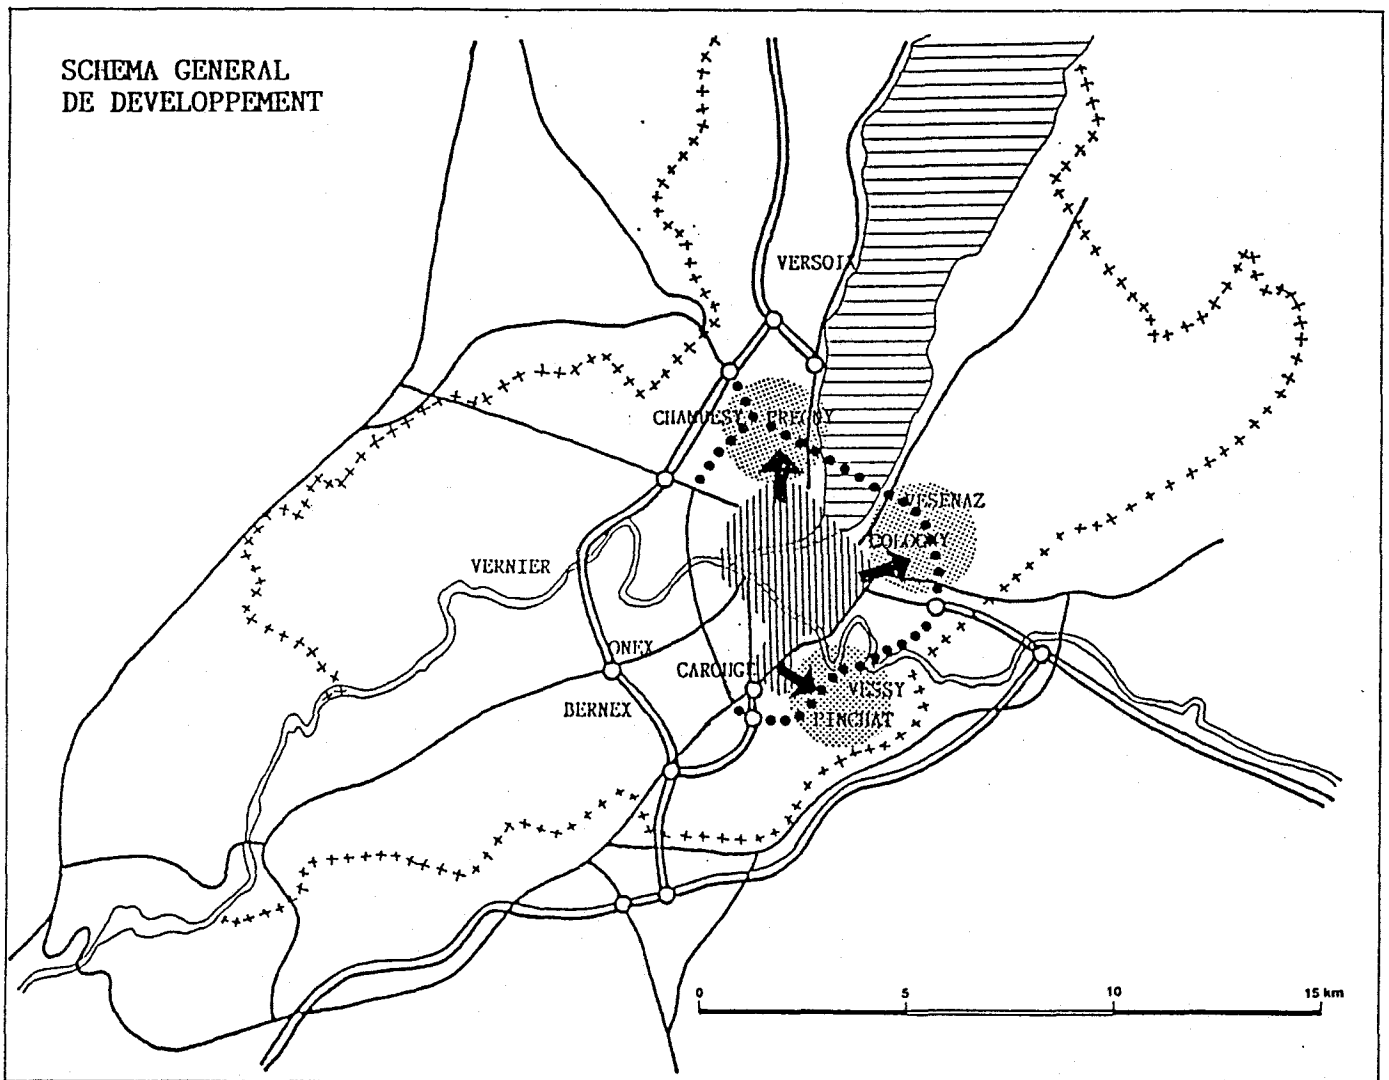 SCHEMA GENERAL
DE DEVELOPPEMENT
VERSOIX
CHAMBESY PREGNY
VESENAZ
COLOGNY
VERNIER
ONEX
CAROUGE
VESSY
BERNEX
PINCHAT
0 5 10 15 km